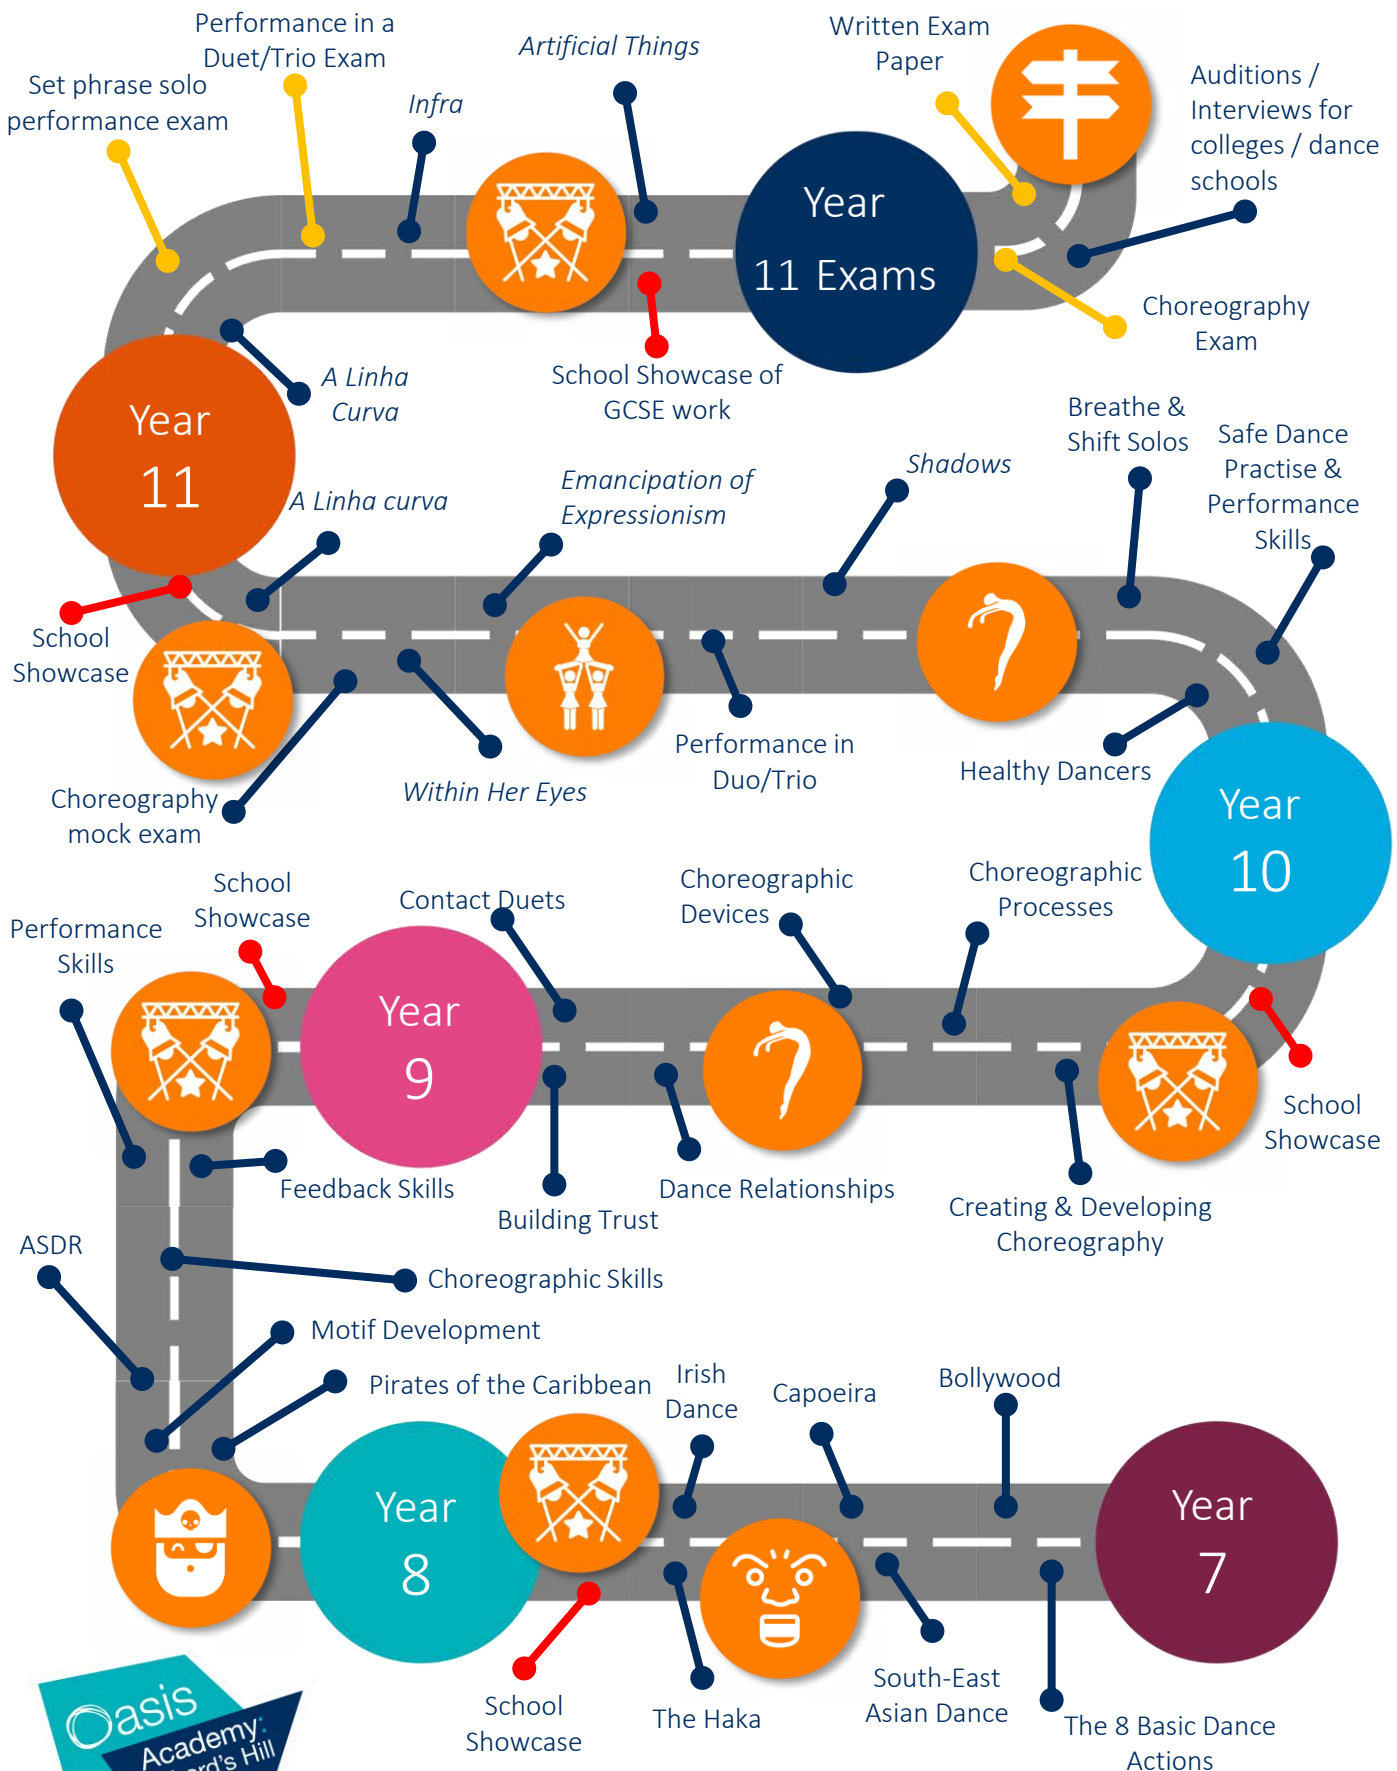 Performance in a
Duet/Trio Exam
Set phrase solo
performance exam
Infra
Artificial Things
Written Exam
Paper
Auditions /
Interviews for
colleges / dance
schools
Year
11 Exams
Choreography
Exam
School Showcase of
GCSE work
A Linha
Curva
Year
11
A Linha curva
Emancipation of
Expressionism
Shadows
Breathe &
Shift Solos
Safe Dance
Practise &
Performance
Skills
School
Showcase
Choreography
mock exam
Within Her Eyes
Performance in
Duo/Trio
Healthy Dancers
Year
10
School
Showcase
Performance
Skills
Contact Duets
Choreographic
Devices
Choreographic
Processes
Year
9
School
Showcase
Feedback Skills
Building Trust
Dance Relationships
Creating & Developing
Choreography
ASDR
Choreographic Skills
Motif Development
Pirates of the Caribbean
Irish
Dance
Capoeira
Bollywood
Year
8
Year
7
School
Showcase
The Haka
South-East
Asian Dance
The 8 Basic Dance
Actions
Oasis
Academy:
Hill